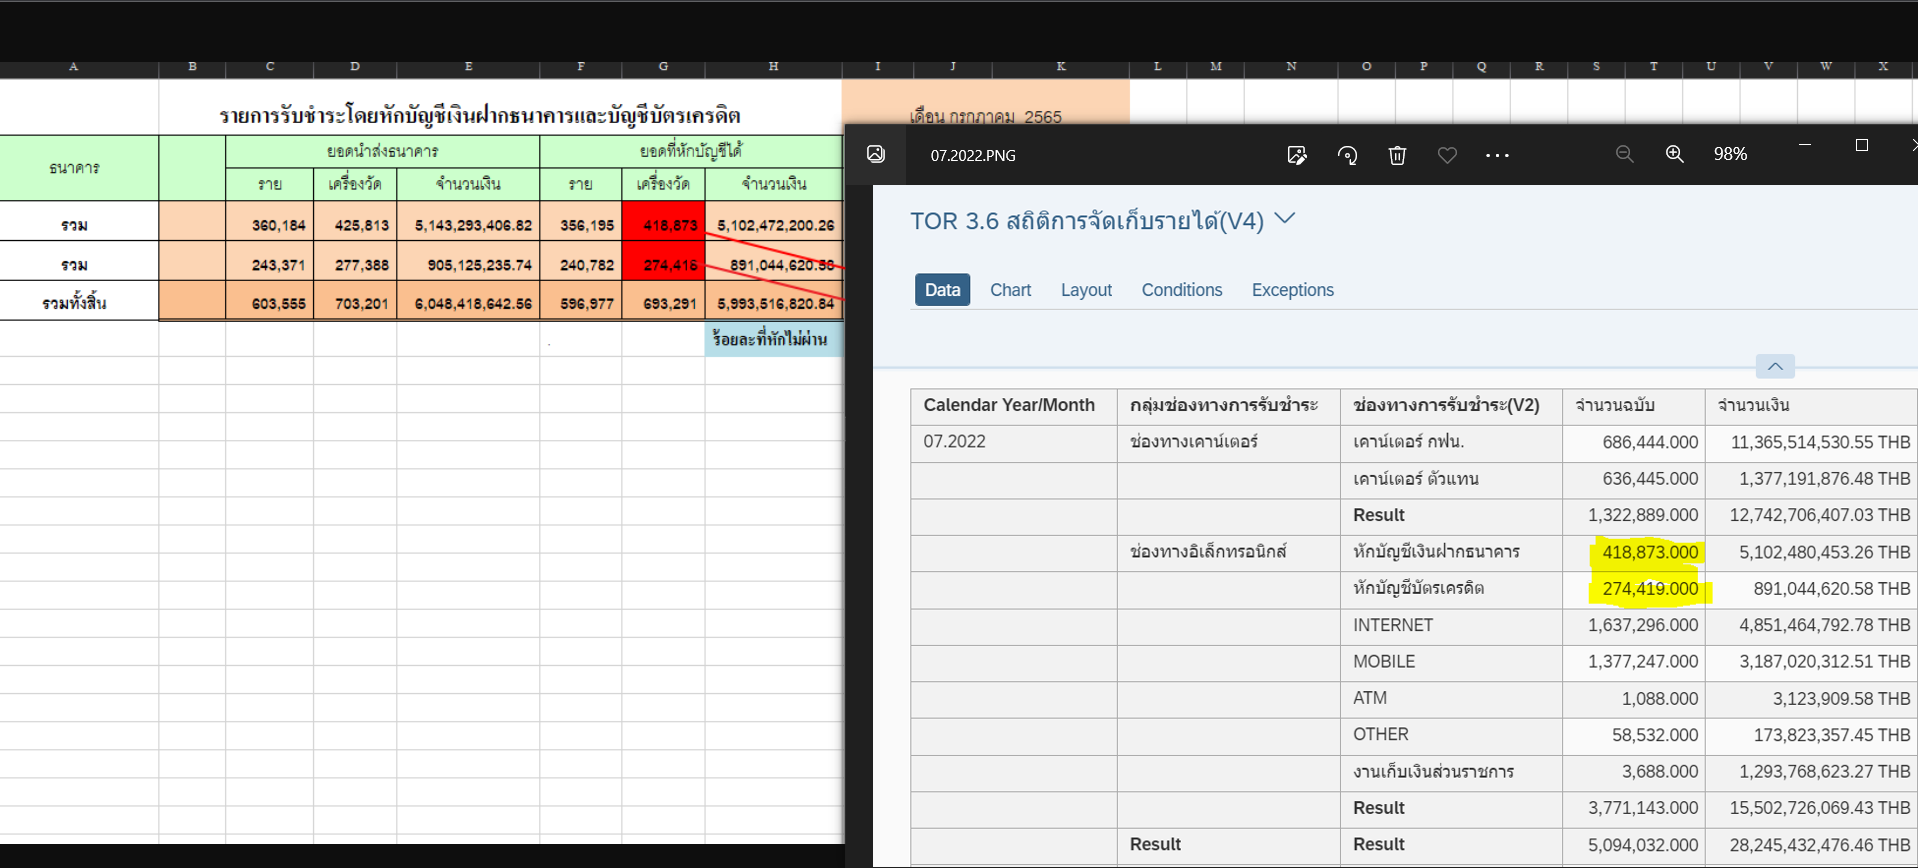 A B C D E F G H I J K L M N O P Q R S T U V W X
รายการรับชำระโดยหักบัญชีเงินฝากธนาคารและบัญชีบัตรเครดิต
เดือน กรกฎาคม 2565
ธนาคาร ยอดนำส่งธนาคาร ยอดที่หักบัญชีได้
ราย เครื่องวัด จำนวนเงิน ราย เครื่องวัด จำนวนเงิน
รวม 360,184 425,813 5,143,293,406.82 356,195 418,873 5,102,472,200.26
รวม 243,371 277,388 905,125,235.74 240,782 274,418 891,044,620.58
รวมทั้งสิ้น 603,555 703,201 6,048,418,642.56 596,977 693,291 5,993,516,820.84
ร้อยละที่หักไม่ผ่าน
07.2022.PNG
98%
TOR 3.6 สถิติการจัดเก็บรายได้(V4)
Data Chart Layout Conditions Exceptions
Calendar Year/Month กลุ่มช่องทางการรับชำระ ช่องทางการรับชำระ(V2) จำนวนฉบับ จำนวนเงิน
07.2022 ช่องทางเคาน์เตอร์ เคาน์เตอร์ กฟน. 686,444.000 11,365,514,530.55 THB
เคาน์เตอร์ ตัวแทน 636,445.000 1,377,191,876.48 THB
Result 1,322,889.000 12,742,706,407.03 THB
ช่องทางอิเล็กทรอนิกส์ หักบัญชีเงินฝากธนาคาร 418,873.000 5,102,480,453.26 THB
หักบัญชีบัตรเครดิต 274,419.000 891,044,620.58 THB
INTERNET 1,637,296.000 4,851,464,792.78 THB
MOBILE 1,377,247.000 3,187,020,312.51 THB
ATM 1,088.000 3,123,909.58 THB
OTHER 58,532.000 173,823,357.45 THB
งานเก็บเงินส่วนราชการ 3,688.000 1,293,768,623.27 THB
Result 3,771,143.000 15,502,726,069.43 THB
Result Result 5,094,032.000 28,245,432,476.46 THB